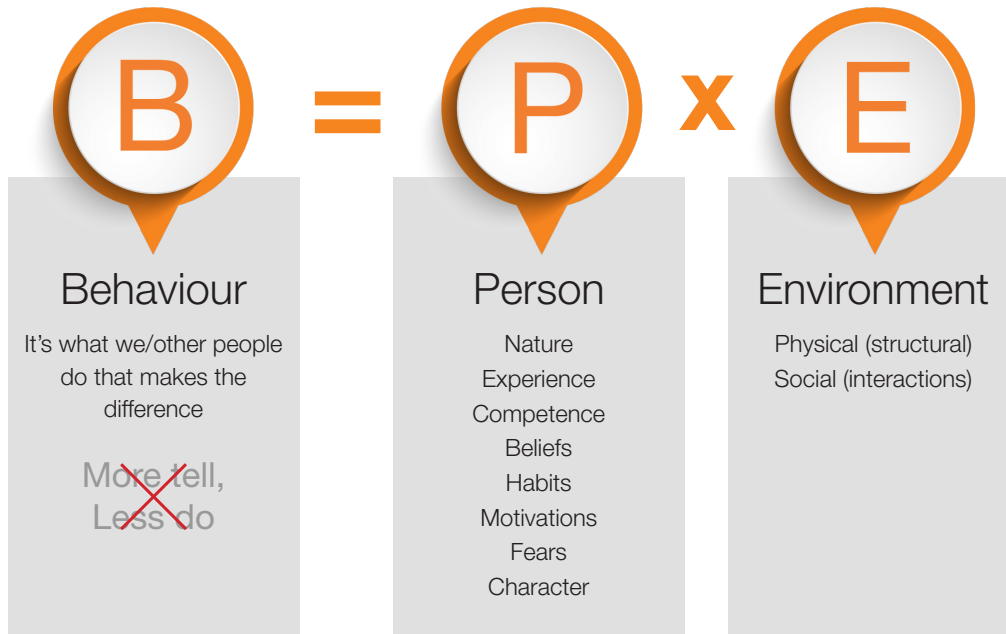 B = P x E
Behaviour
It’s what we/other people
do that makes the
difference
More tell,
Less do
Person
Nature
Experience
Competence
Beliefs
Habits
Motivations
Fears
Character
Environment
Physical (structural)
Social (interactions)